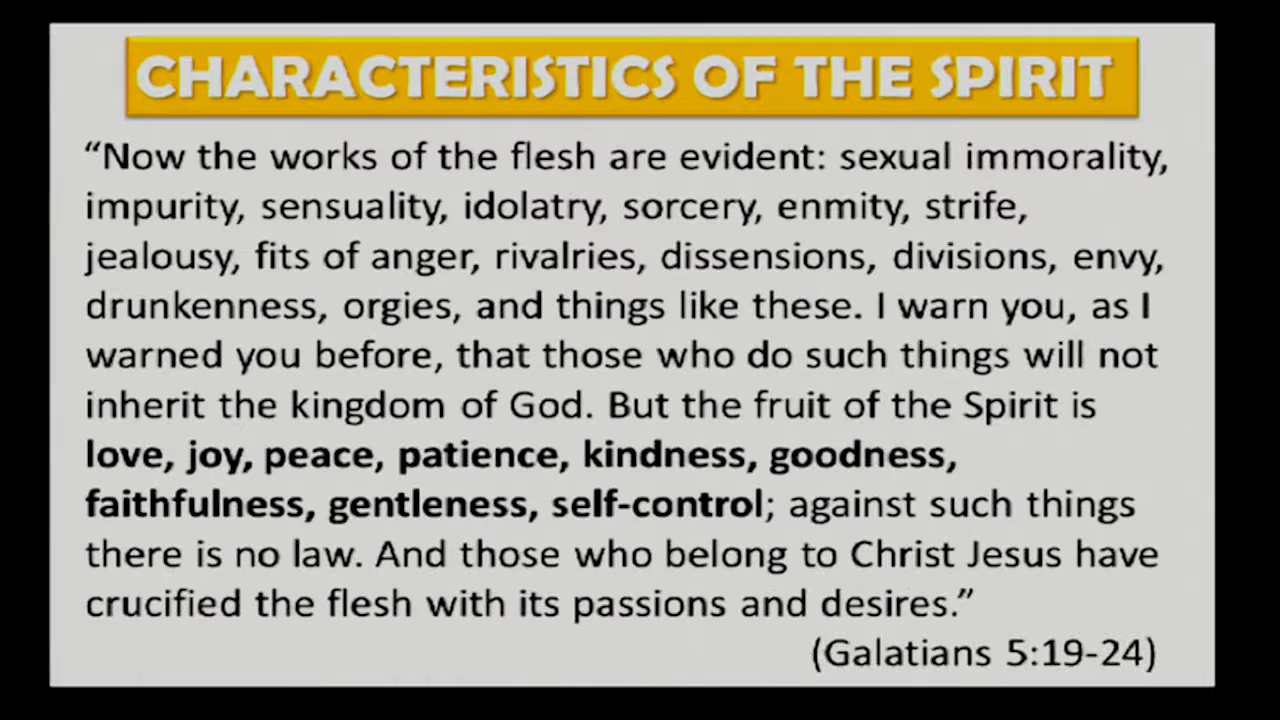 CHARACTERISTICS OF THE SPIRIT
“Now the works of the flesh are evident: sexual immorality,
impurity, sensuality, idolatry, sorcery, enmity, strife,
jealousy, fits of anger, rivalries, dissensions, divisions, envy,
drunkenness, orgies, and things like these. I warn you, as I
warned you before, that those who do such things will not
inherit the kingdom of God. But the fruit of the Spirit is
love, joy, peace, patience, kindness, goodness,
faithfulness, gentleness, self-control; against such things
there is no law. And those who belong to Christ Jesus have
crucified the flesh with its passions and desires.”
(Galatians 5:19-24)